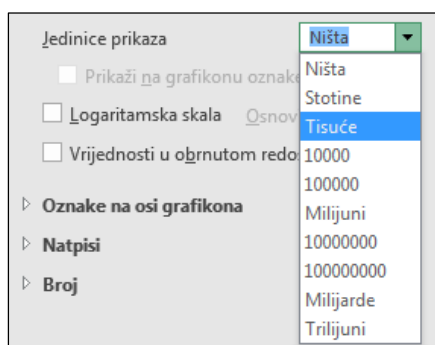 Jedinice prikaza Ništa
Ništa
Prikaži na grafikonu oznake
Stotine
Logaritamska skala
Tisuće
Vrijednosti u obrnutom
10000
100000
Oznake na osi grafikona
Milijuni
Natpisi
10000000
100000000
Broj
Milijarde
Trilijuni